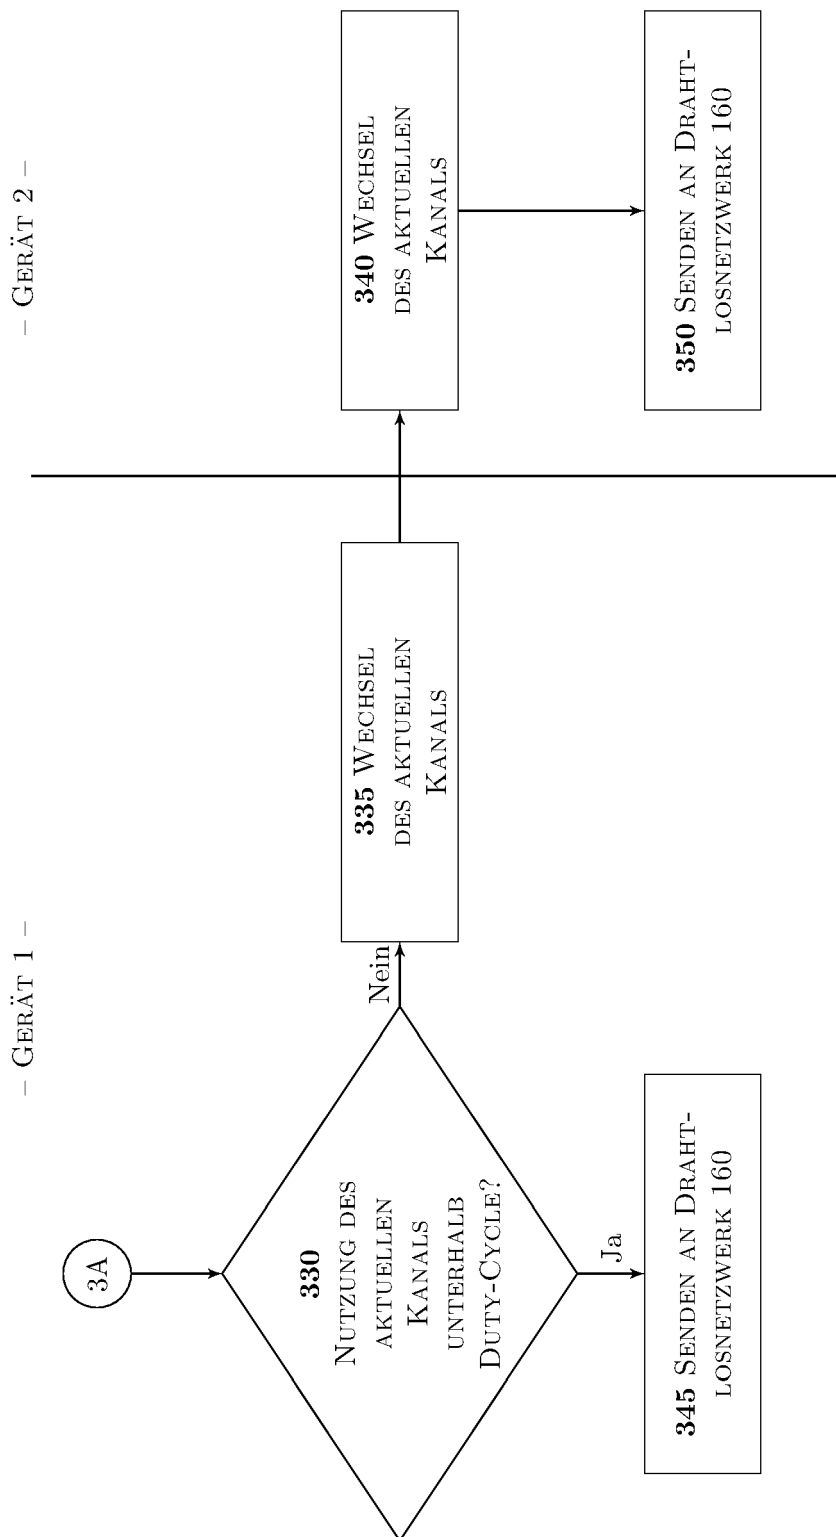 – Gerät 1 –
– Gerät 2 –
3A
330
Nutzung des
aktuellen
Kanals
unterhalb
Duty-Cycle?
Nein
335 Wechsel
des aktuellen
Kanals
340 Wechsel
des aktuellen
Kanals
Ja
345 Senden an Draht-
losnetzwerk 160
350 Senden an Draht-
losnetzwerk 160